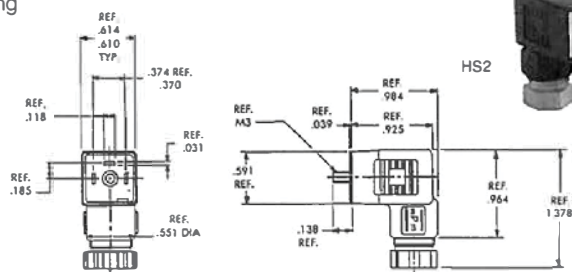 ng
REF.
.614
.610
TYP.
.374 REF.
.370
REF.
.118
REF.
.031
REF.
.185
REF.
.551 DIA
REF.
.984
REF.
.925
REF.
.039
REF.
M3
.591
REF.
.138
REF.
REF.
.964
REF.
1.378
HS2